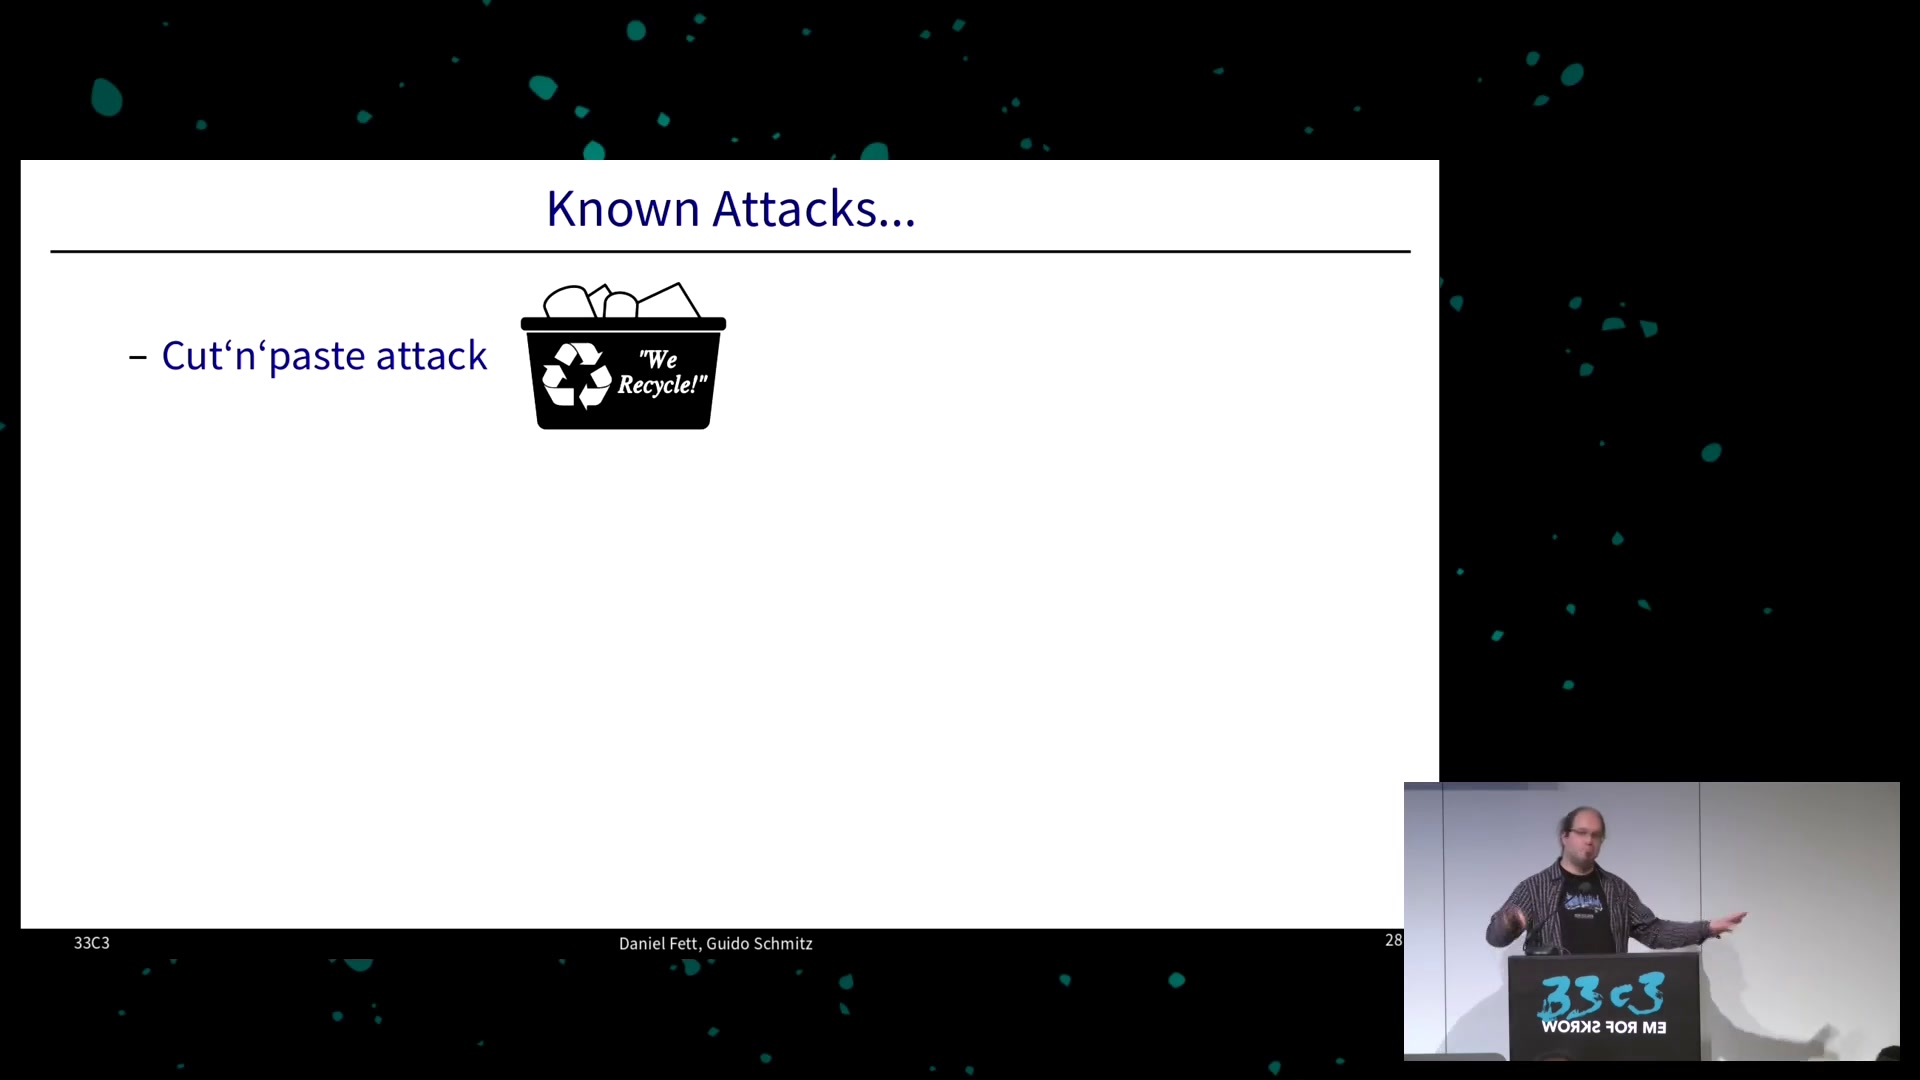 Known Attacks...
– Cut‘n‘paste attack
"We
Recycle!"
33C3
Daniel Fett, Guido Schmitz
28
33c3
WORKS FOR ME